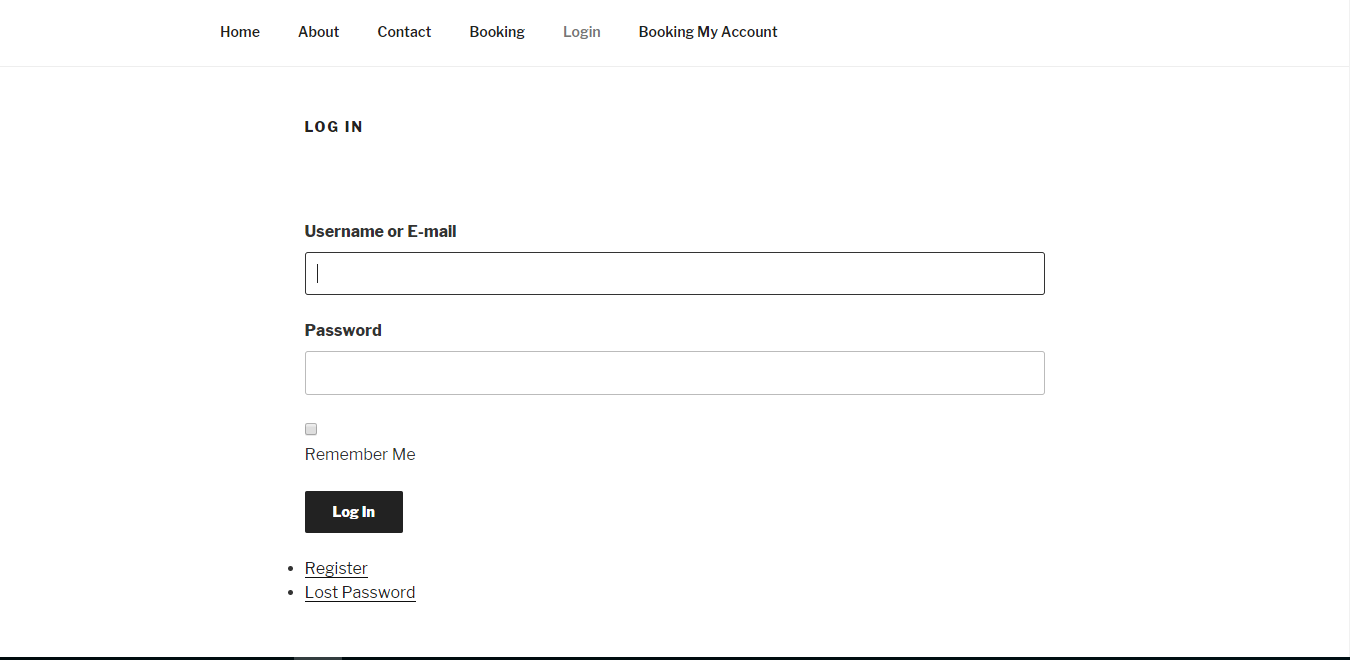 Home About Contact Booking Login Booking My Account
LOG IN
Username or E-mail
Password
Remember Me
Log In
Register
Lost Password